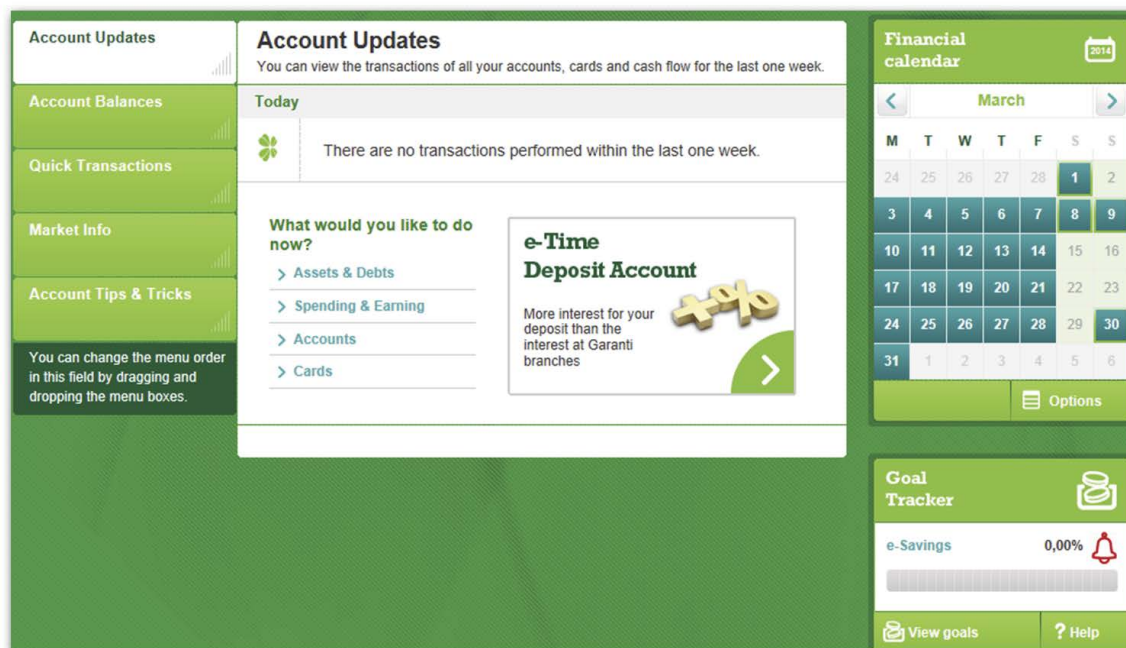 Account Updates
Account Balances
Quick Transactions
Market Info
Account Tips & Tricks
You can change the menu order
in this field by dragging and
dropping the menu boxes.
Account Updates
You can view the transactions of all your accounts, cards and cash flow for the last one week.
Today
There are no transactions performed within the last one week.
What would you like to do
now?
> Assets & Debts
> Spending & Earning
> Accounts
> Cards
e-Time
Deposit Account
+%
More interest for your
deposit than the
interest at Garanti
branches
Financial
calendar
2014
< March >
M T W T F S S
24 25 26 27 28 1 2
3 4 5 6 7 8 9
10 11 12 13 14 15 16
17 18 19 20 21 22 23
24 25 26 27 28 29 30
31 1 2 3 4 5 6
Options
Goal
Tracker
e-Savings 0,00%
View goals ? Help